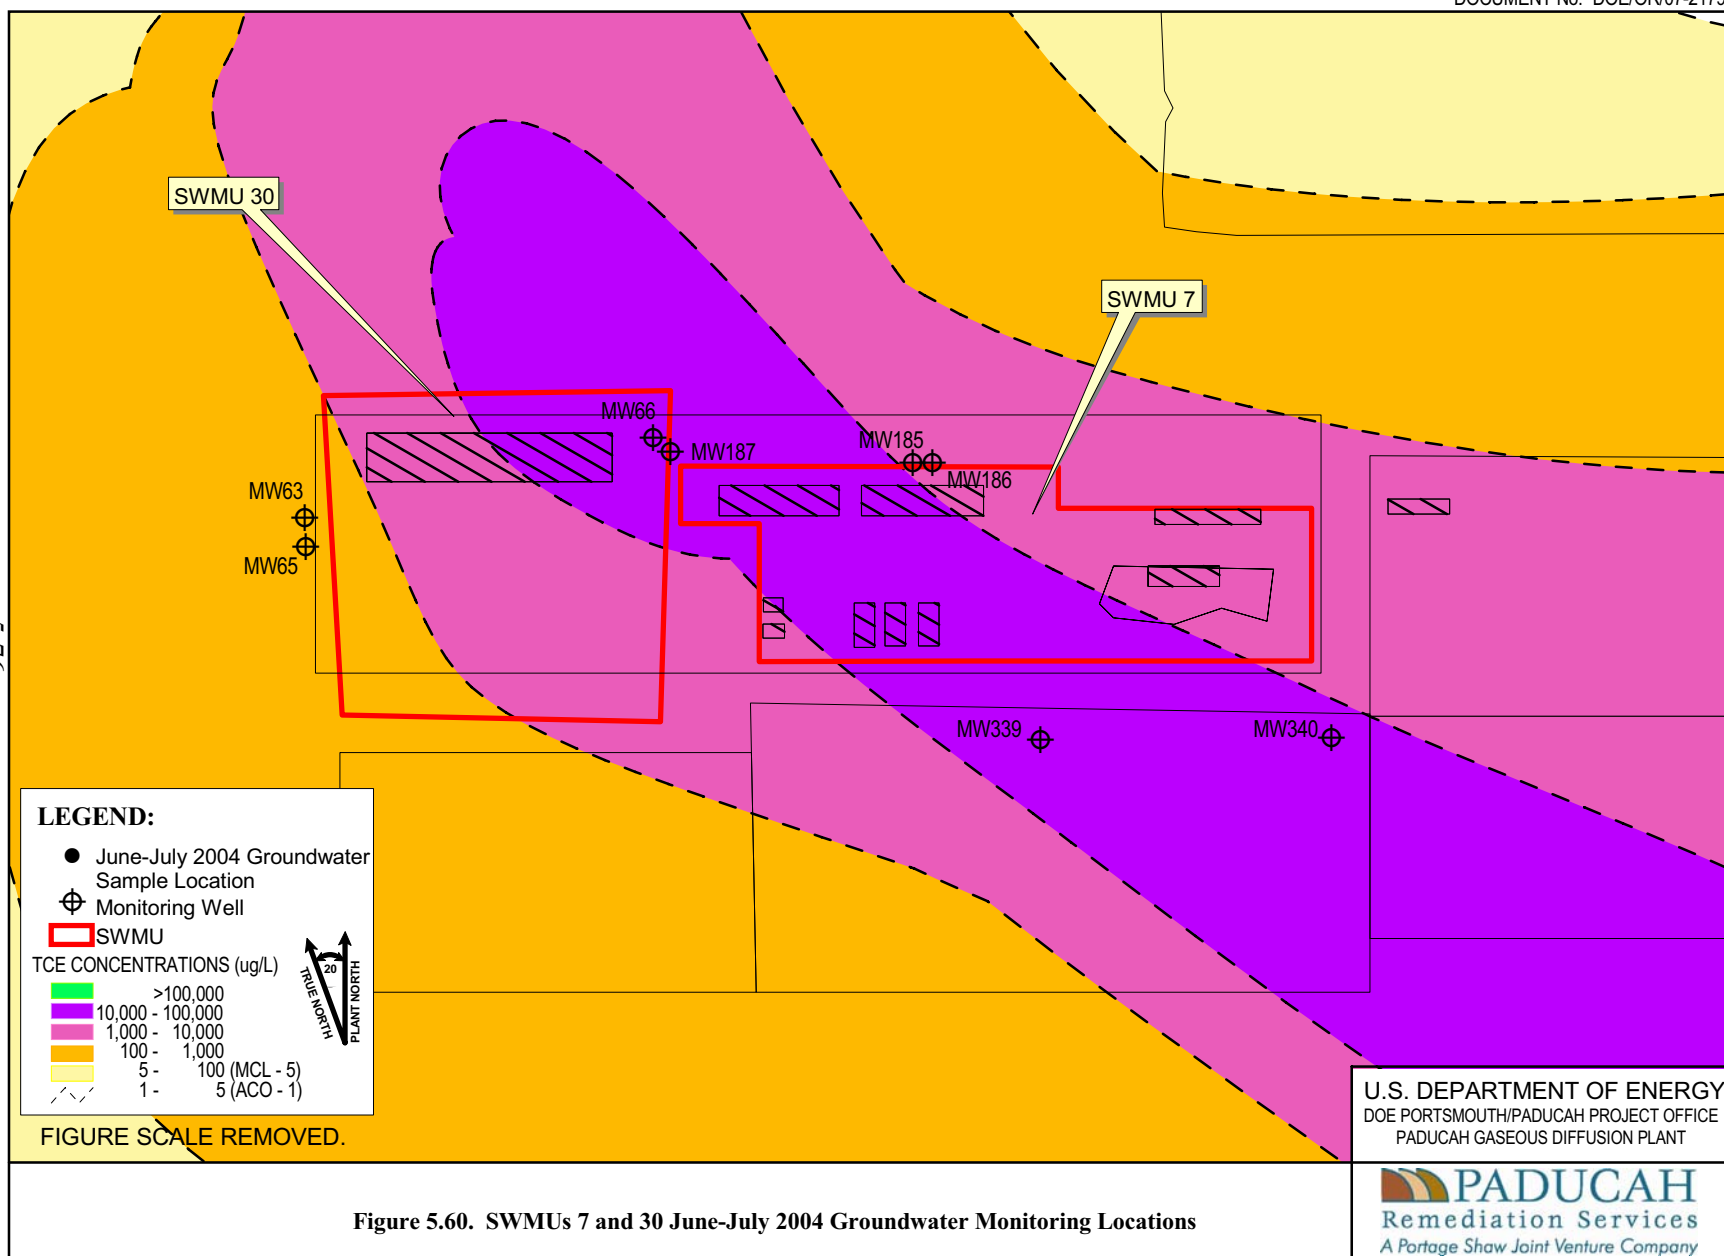 SWMU 30
SWMU 7
MW66
MW187
MW185
MW186
MW63
MW65
MW339
MW340
LEGEND:
June-July 2004 Groundwater
Sample Location
Monitoring Well
SWMU
TCE CONCENTRATIONS (ug/L)
>100,000
10,000 - 100,000
1,000 - 10,000
100 - 1,000
5 - 100 (MCL - 5)
1 - 5 (ACO - 1)
20
TRUE NORTH
PLANT NORTH
FIGURE SCALE REMOVED.
U.S. DEPARTMENT OF ENERGY
DOE PORTSMOUTH/PADUCAH PROJECT OFFICE
PADUCAH GASEOUS DIFFUSION PLANT
Figure 5.60. SWMUs 7 and 30 June-July 2004 Groundwater Monitoring Locations
PADUCAH
Remediation Services
A Portage Shaw Joint Venture Company